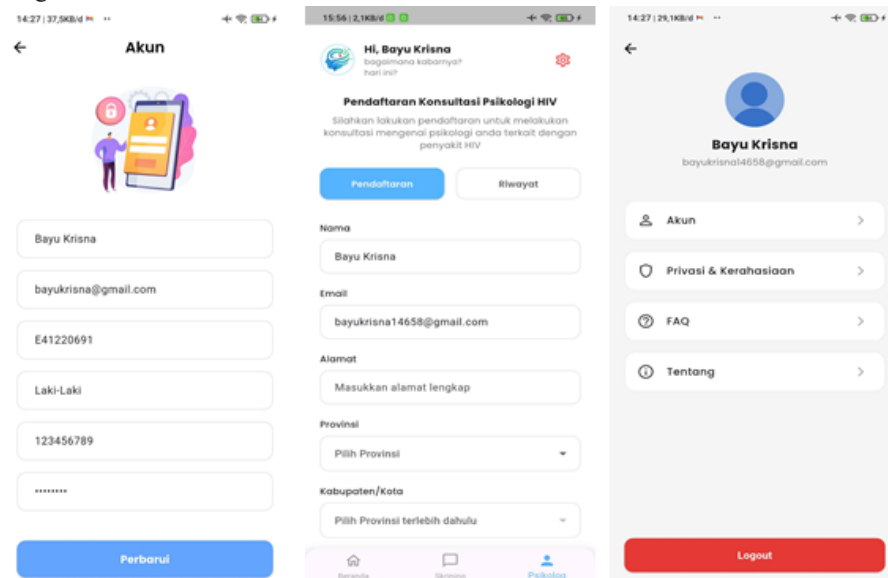 14:27 | 37,5KB/d
Akun
Bayu Krisna
bayukrisna@gmail.com
E41220691
Laki-Laki
123456789
••••••••
Perbarui
15:56 | 2,1KB/d
Hi, Bayu Krisna
bagaimana kabarnya?
hari ini?
Pendaftaran Konsultasi Psikologi HIV
Silahkan lakukan pendaftaran untuk melakukan
konsultasi mengenai psikologi anda terkait dengan
penyakit HIV
Pendaftaran
Riwayat
Nama
Bayu Krisna
Email
bayukrisna14658@gmail.com
Alamat
Masukkan alamat lengkap
Provinsi
Pilih Provinsi
Kabupaten/Kota
Pilih Provinsi terlebih dahulu
Beranda
Skrining
Psikolog
14:27 | 29,1KB/d
Bayu Krisna
bayukrisna14658@gmail.com
Akun
Privasi & Kerahasiaan
FAQ
Tentang
Logout